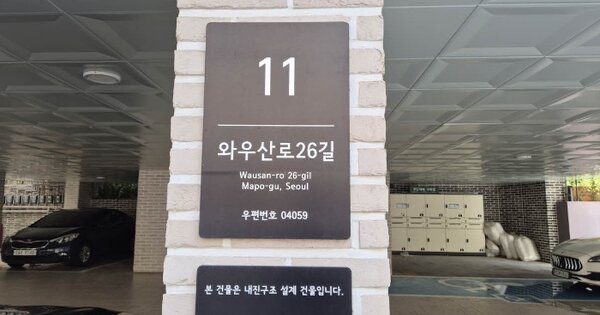 11
와우산로26길
Wausan-ro 26-gil
Mapo-gu, Seoul
우편번호 04059
본 건물은 내진구조 설계 건물입니다.